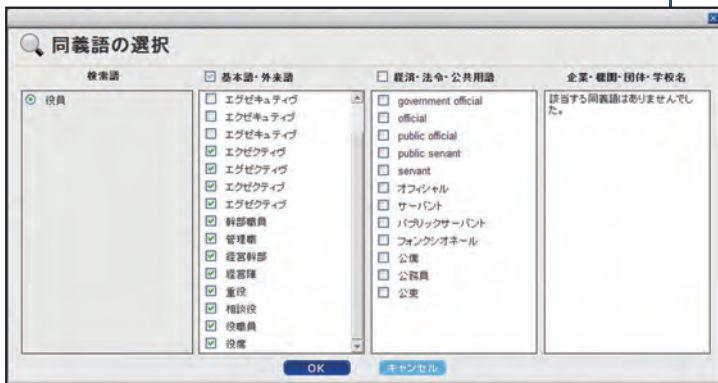 同義語の選択
検索語
基本語・外来語
経済・法令・公共用語
企業・機関・団体・学校名
役員
エグゼキュティヴ
エクゼキュティブ
エグゼキュティブ
エクゼクティヴ
エグゼクティヴ
エクゼクティブ
エグゼクティブ
幹部職員
管理職
経営幹部
経営陣
重役
相談役
役職員
役席
government official
official
public official
public servant
servant
オフィシャル
サーバント
パブリックサーバント
フォンクシオネール
公僕
公務員
公吏
該当する同義語はありませんでし
た。
OK
キャンセル